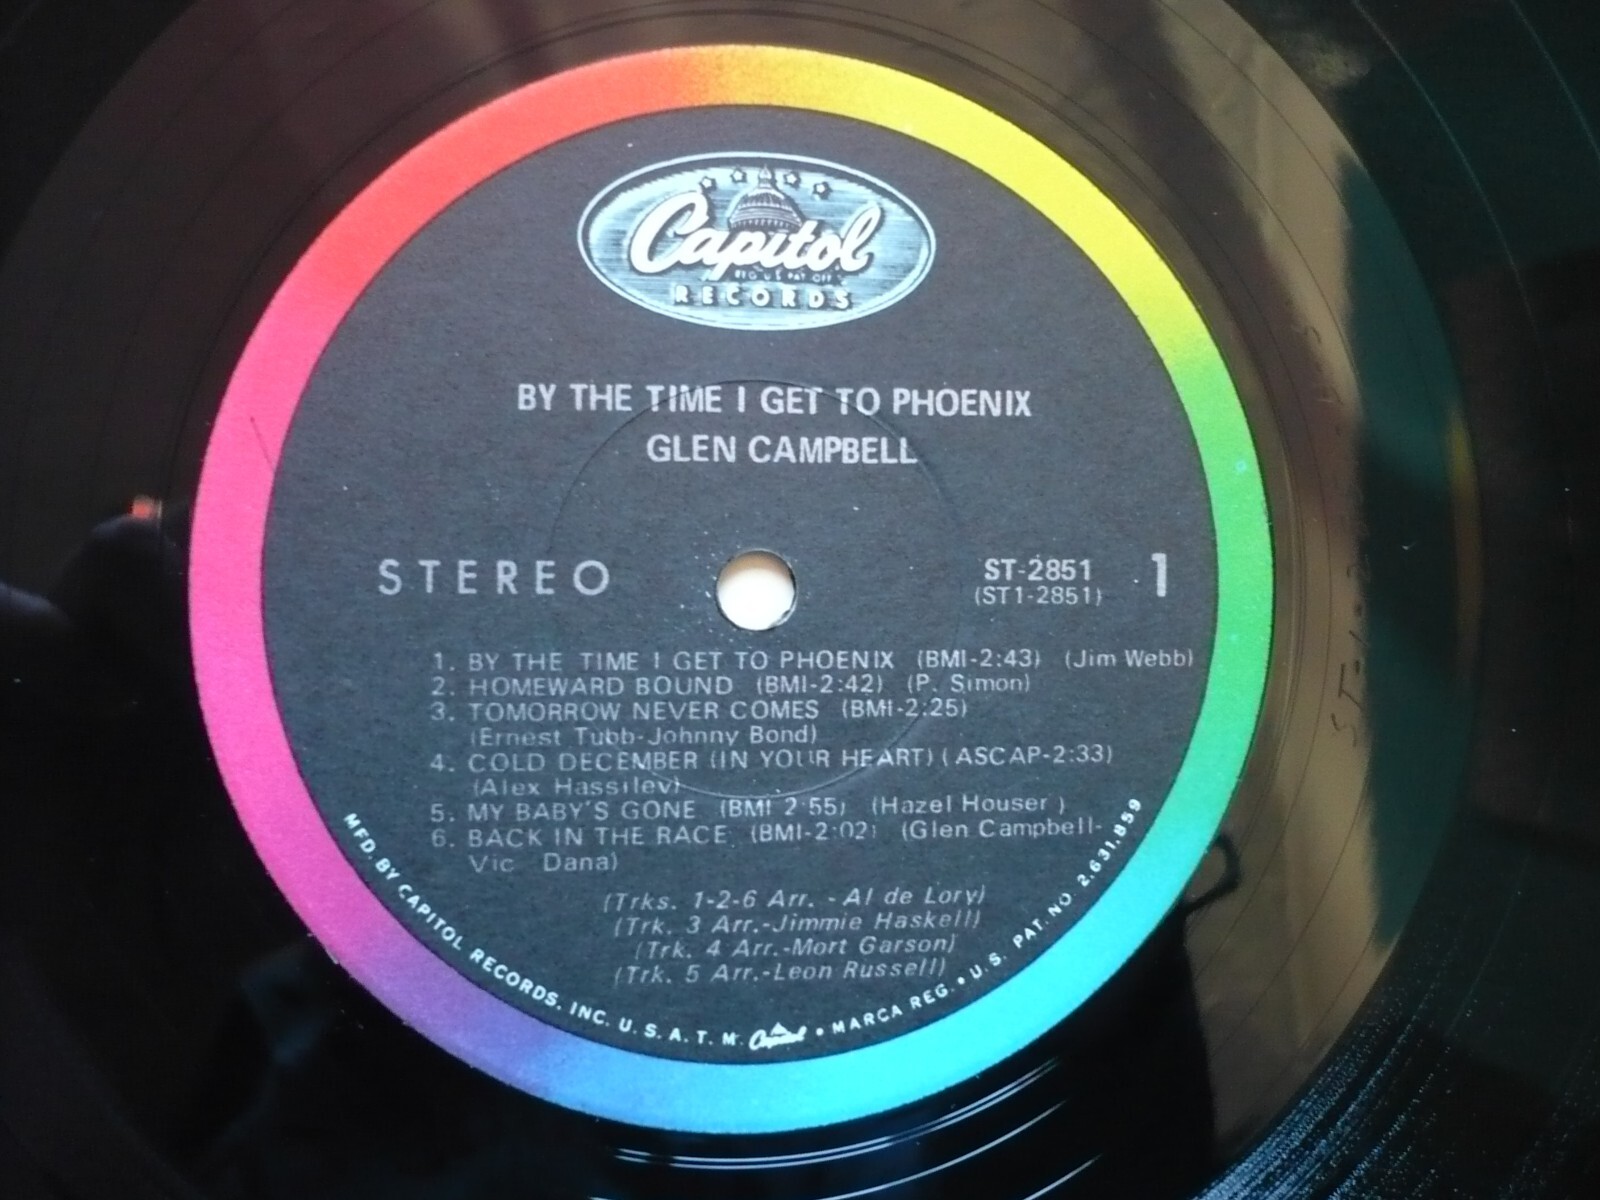 Capitol
REG. U.S. PAT. OFF.
RECORDS
BY THE TIME I GET TO PHOENIX
GLEN CAMPBELL
STEREO
ST-2851
(ST1-2851)
1
1. BY THE TIME I GET TO PHOENIX (BMI-2:43) (Jim Webb)
2. HOMEWARD BOUND (BMI-2:42) (P. Simon)
3. TOMORROW NEVER COMES (BMI-2:25)
(Ernest Tubb-Johnny Bond)
4. COLD DECEMBER (IN YOUR HEART) (ASCAP-2:33)
(Alex Hassilev)
5. MY BABY'S GONE (BMI 2:55) (Hazel Houser)
6. BACK IN THE RACE (BMI-2:02) (Glen Campbell-
Vic Dana)
(Trks. 1-2-6 Arr. - Al de Lory)
(Trk. 3 Arr.-Jimmie Haskell)
(Trk. 4 Arr.-Mort Garson)
(Trk. 5 Arr.-Leon Russell)
MFD. BY CAPITOL RECORDS, INC. U.S.A. T.M. Capitol • MARCA REG. • U.S. PAT. NO. 2,631,859